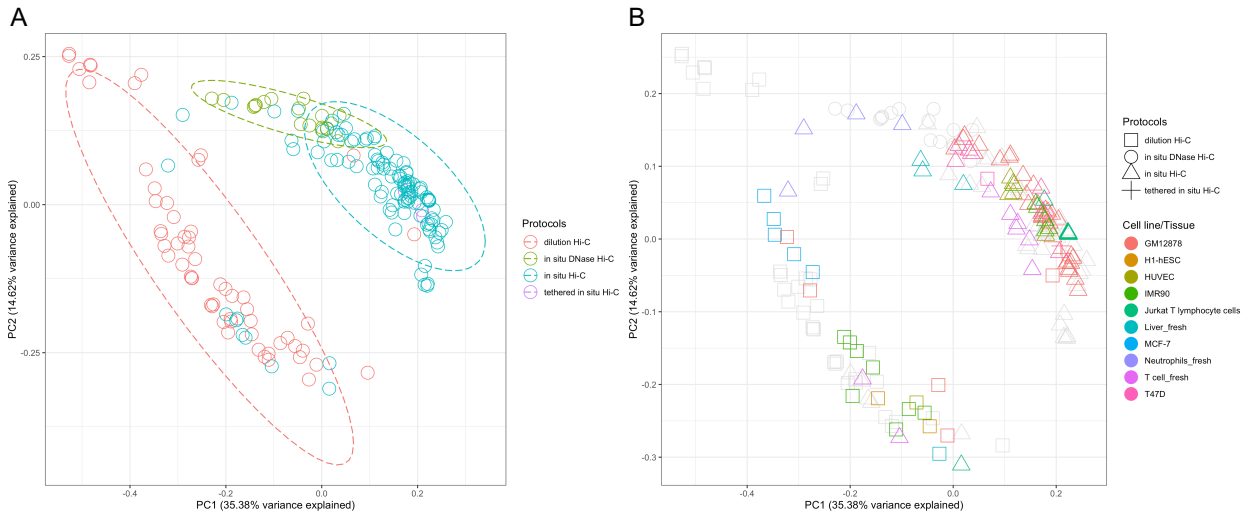 A
PC2 (14.62% variance explained)
0.25
0.00
-0.25
-0.4
-0.2
0.0
0.2
PC1 (35.38% variance explained)
Protocols
dilution Hi-C
in situ DNase Hi-C
in situ Hi-C
tethered in situ Hi-C
B
PC2 (14.62% variance explained)
0.2
0.1
0.0
-0.1
-0.2
-0.3
-0.4
-0.2
0.0
0.2
PC1 (35.38% variance explained)
Protocols
dilution Hi-C
in situ DNase Hi-C
in situ Hi-C
tethered in situ Hi-C
Cell line/Tissue
GM12878
H1-hESC
HUVEC
IMR90
Jurkat T lymphocyte cells
Liver_fresh
MCF-7
Neutrophils_fresh
T cell_fresh
T47D